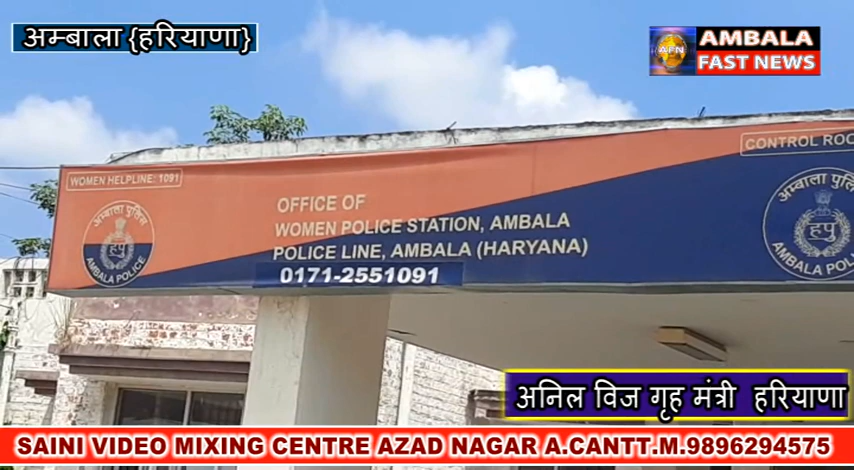 अम्बाला {हरियाणा}
AFN
AMBALA
FAST NEWS
WOMEN HELPLINE: 1091
CONTROL
अम्बाला पुलिस
हपु
AMBALA POLICE
OFFICE OF
WOMEN POLICE STATION, AMBALA
POLICE LINE, AMBALA (HARYANA)
0171-2551091
अम्बाला
हपु
AMBALA
अनिल विज गृह मंत्री हरियाणा
SAINI VIDEO MIXING CENTRE AZAD NAGAR A.CANTT.M.9896294575